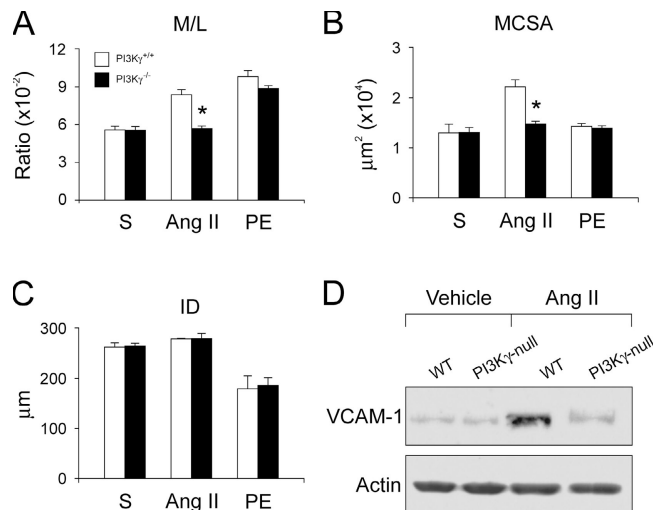 A
M/L
Ratio (x10⁻²)
12
9
6
3
0
PI3Kγ+/+
PI3Kγ-/-
*
S
Ang II
PE
B
MCSA
µm² (x10⁴)
3
2
1
0
*
S
Ang II
PE
C
ID
µm
300
200
100
0
S
Ang II
PE
D
Vehicle
Ang II
WT
PI3Kγ-null
WT
PI3Kγ-null
VCAM-1
Actin